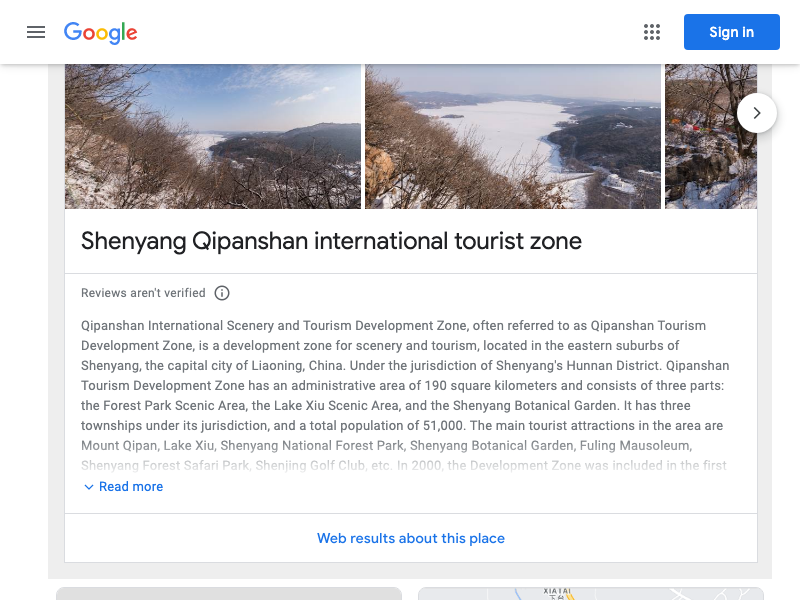 Google
Sign in
Shenyang Qipanshan international tourist zone
Reviews aren't verified
Qipanshan International Scenery and Tourism Development Zone, often referred to as Qipanshan Tourism
Development Zone, is a development zone for scenery and tourism, located in the eastern suburbs of
Shenyang, the capital city of Liaoning, China. Under the jurisdiction of Shenyang's Hunnan District. Qipanshan
Tourism Development Zone has an administrative area of 190 square kilometers and consists of three parts:
the Forest Park Scenic Area, the Lake Xiu Scenic Area, and the Shenyang Botanical Garden. It has three
townships under its jurisdiction, and a total population of 51,000. The main tourist attractions in the area are
Mount Qipan, Lake Xiu, Shenyang National Forest Park, Shenyang Botanical Garden, Fuling Mausoleum,
Shenyang Forest Safari Park, Shenjing Golf Club, etc. In 2000, the Development Zone was included in the first
Read more
Web results about this place
XIATAI